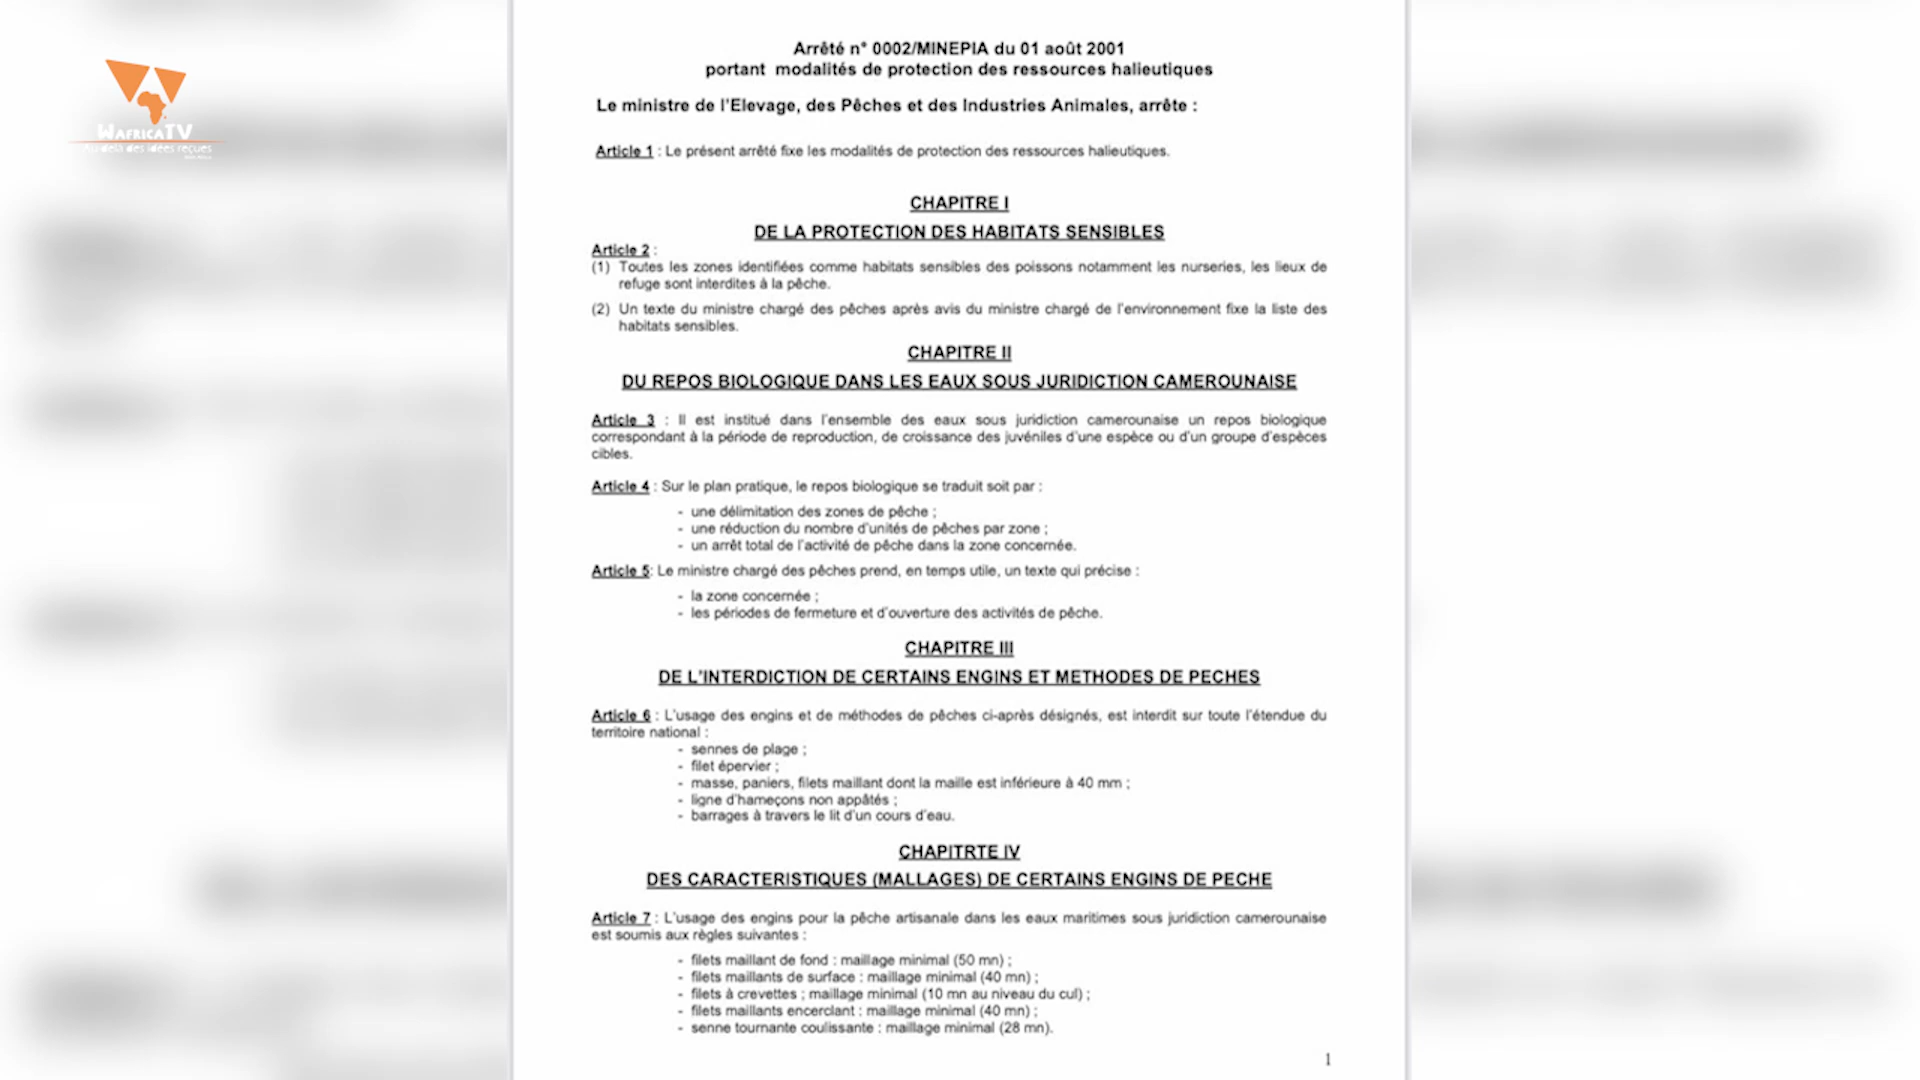 WAFRICATV
Au delà des idées reçues
Arrêté n° 0002/MINEPIA du 01 août 2001
portant modalités de protection des ressources halieutiques
Le ministre de l'Elevage, des Pêches et des Industries Animales, arrête :
Article 1 : Le présent arrêté fixe les modalités de protection des ressources halieutiques.
CHAPITRE I
DE LA PROTECTION DES HABITATS SENSIBLES
Article 2 :
(1) Toutes les zones identifiées comme habitats sensibles des poissons notamment les nurseries, les lieux de
refuge sont interdites à la pêche.
(2) Un texte du ministre chargé des pêches après avis du ministre chargé de l'environnement fixe la liste des
habitats sensibles.
CHAPITRE II
DU REPOS BIOLOGIQUE DANS LES EAUX SOUS JURIDICTION CAMEROUNAISE
Article 3 : Il est institué dans l'ensemble des eaux sous juridiction camerounaise un repos biologique
correspondant à la période de reproduction, de croissance des juvéniles d'une espèce ou d'un groupe d'espèces
cibles.
Article 4 : Sur le plan pratique, le repos biologique se traduit soit par :
- une délimitation des zones de pêche ;
- une réduction du nombre d'unités de pêches par zone ;
- un arrêt total de l'activité de pêche dans la zone concernée.
Article 5: Le ministre chargé des pêches prend, en temps utile, un texte qui précise :
- la zone concernée ;
- les périodes de fermeture et d'ouverture des activités de pêche.
CHAPITRE III
DE L'INTERDICTION DE CERTAINS ENGINS ET METHODES DE PECHES
Article 6 : L'usage des engins et de méthodes de pêches ci-après désignés, est interdit sur toute l'étendue du
territoire national :
- sennes de plage ;
- filet épervier ;
- masse, paniers, filets maillant dont la maille est inférieure à 40 mm ;
- ligne d'hameçons non appâtés ;
- barrages à travers le lit d'un cours d'eau.
CHAPITRTE IV
DES CARACTERISTIQUES (MALLAGES) DE CERTAINS ENGINS DE PECHE
Article 7 : L'usage des engins pour la pêche artisanale dans les eaux maritimes sous juridiction camerounaise
est soumis aux règles suivantes :
- filets maillant de fond : maillage minimal (50 mn) ;
- filets maillants de surface : maillage minimal (40 mn) ;
- filets à crevettes ; maillage minimal (10 mn au niveau du cul) ;
- filets maillants encerclant : maillage minimal (40 mn) ;
- senne tournante coulissante : maillage minimal (28 mn).
1